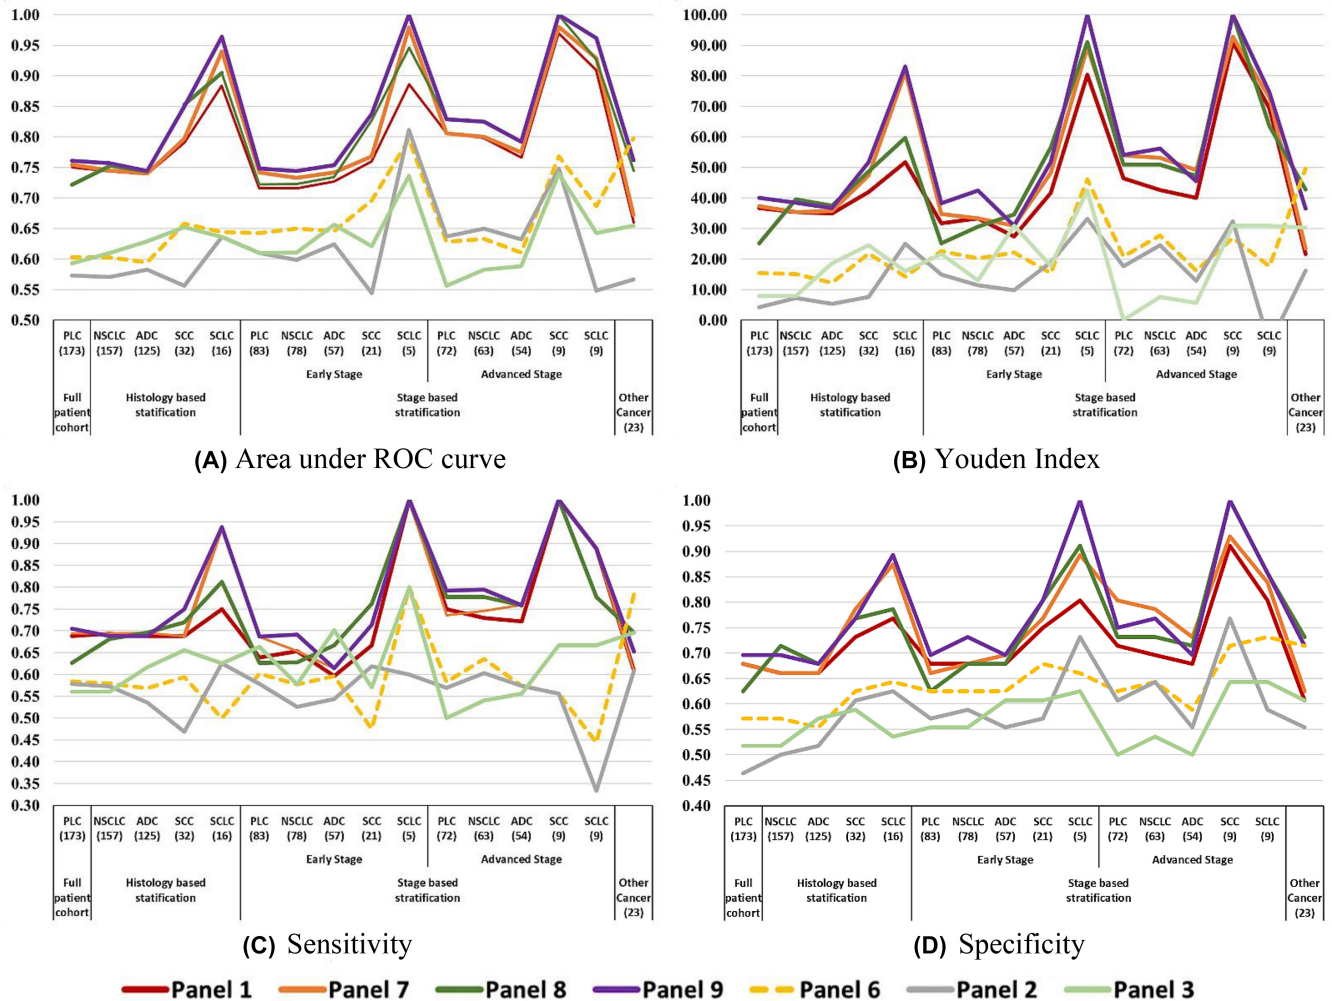 1.00
0.95
0.90
0.85
0.80
0.75
0.70
0.65
0.60
0.55
0.50
PLC NSCLC ADC SCC SCLC PLC NSCLC ADC SCC SCLC PLC NSCLC ADC SCC SCLC
(173) (157) (125) (32) (16) (83) (78) (57) (21) (5) (72) (63) (54) (9) (9)
Early Stage Advanced Stage
Full Histology based Stage based Other
patient statification stratification Cancer
cohort (23)
(A) Area under ROC curve
100.00
90.00
80.00
70.00
60.00
50.00
40.00
30.00
20.00
10.00
0.00
PLC NSCLC ADC SCC SCLC PLC NSCLC ADC SCC SCLC PLC NSCLC ADC SCC SCLC
(173) (157) (125) (32) (16) (83) (78) (57) (21) (5) (72) (63) (54) (9) (9)
Early Stage Advanced Stage
Full Histology based Stage based Other
patient statification stratification Cancer
cohort (23)
(B) Youden Index
1.00
0.95
0.90
0.85
0.80
0.75
0.70
0.65
0.60
0.55
0.50
0.45
0.40
0.35
0.30
PLC NSCLC ADC SCC SCLC PLC NSCLC ADC SCC SCLC PLC NSCLC ADC SCC SCLC
(173) (157) (125) (32) (16) (83) (78) (57) (21) (5) (72) (63) (54) (9) (9)
Early Stage Advanced Stage
Full Histology based Stage based Other
patient statification stratification Cancer
cohort (23)
(C) Sensitivity
1.00
0.95
0.90
0.85
0.80
0.75
0.70
0.65
0.60
0.55
0.50
0.45
0.40
PLC NSCLC ADC SCC SCLC PLC NSCLC ADC SCC SCLC PLC NSCLC ADC SCC SCLC
(173) (157) (125) (32) (16) (83) (78) (57) (21) (5) (72) (63) (54) (9) (9)
Early Stage Advanced Stage
Full Histology based Stage based Other
patient statification stratification Cancer
cohort (23)
(D) Specificity
Panel 1 Panel 7 Panel 8 Panel 9 Panel 6 Panel 2 Panel 3